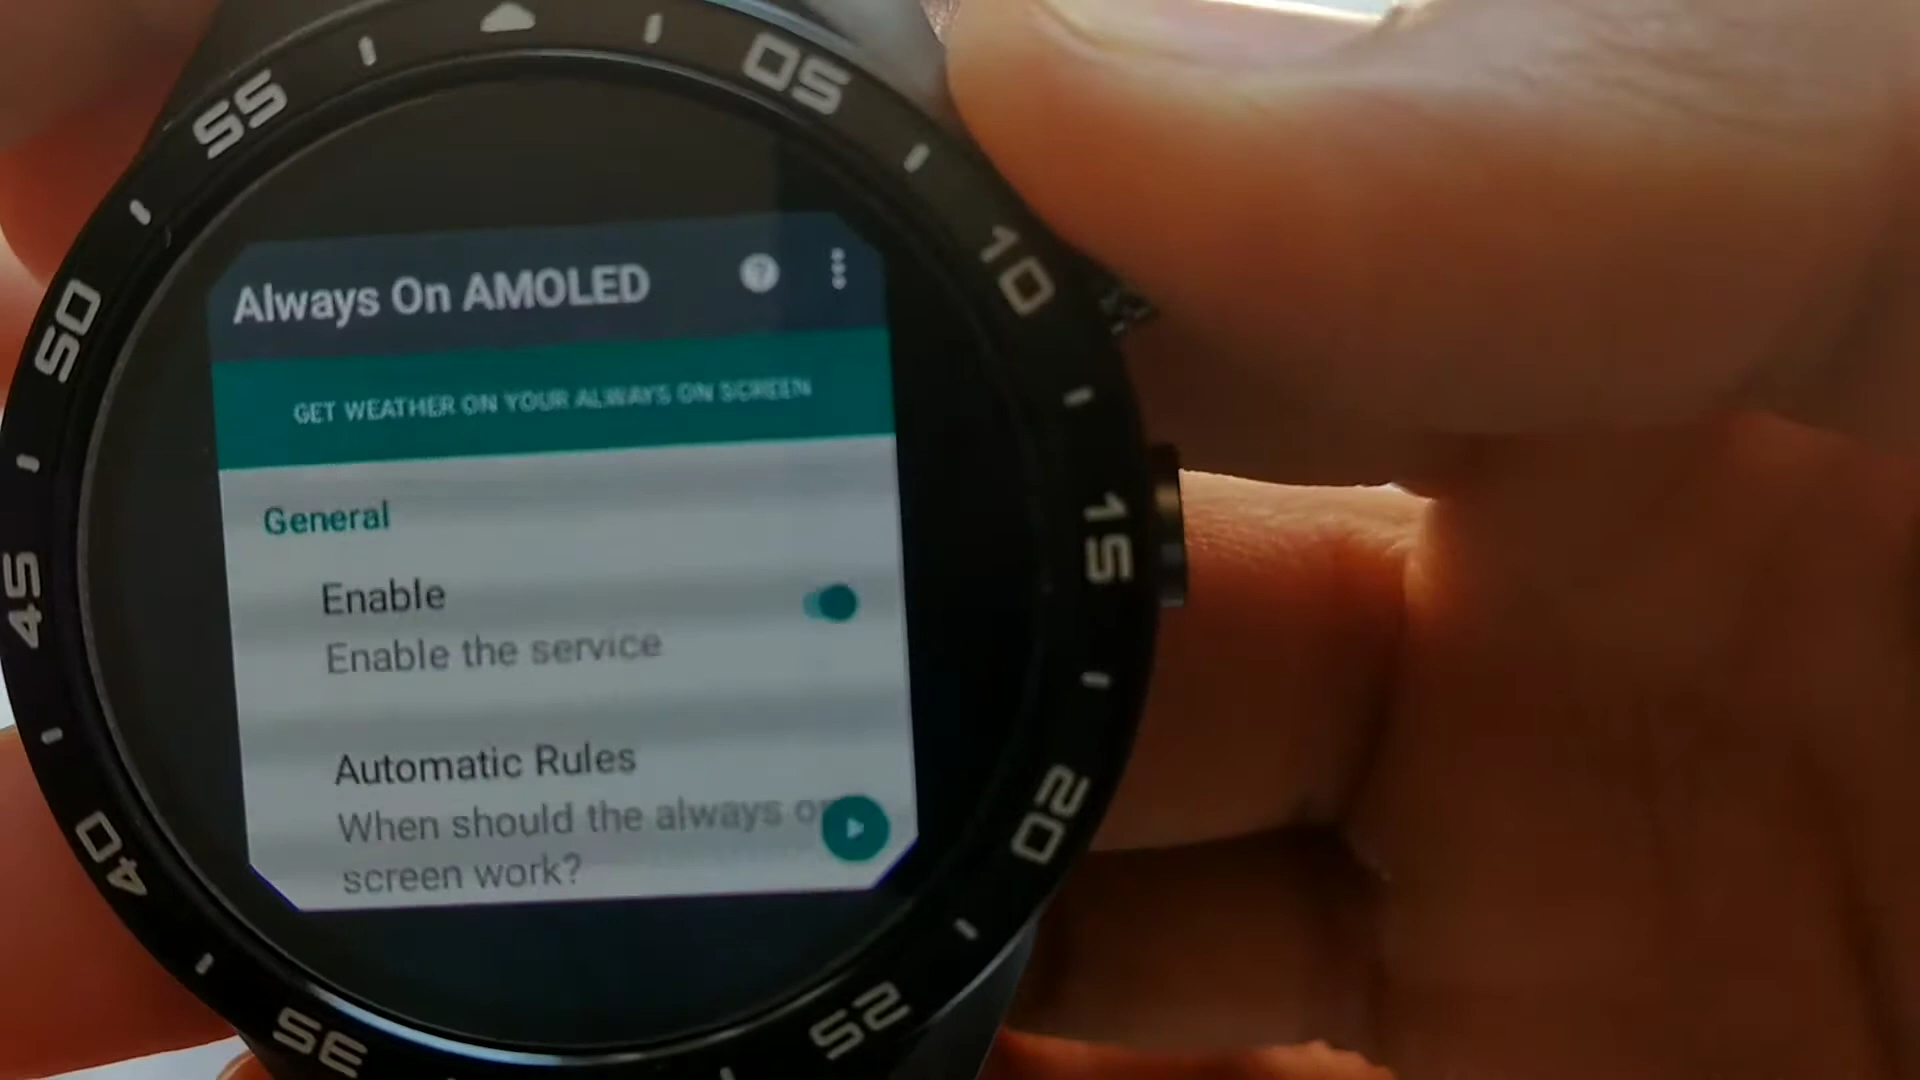 55
05
10
50
Always On AMOLED
GET WEATHER ON YOUR ALWAYS ON SCREEN
General
15
Enable
45
Enable the service
Automatic Rules
20
When should the always
screen work?
40
25
35